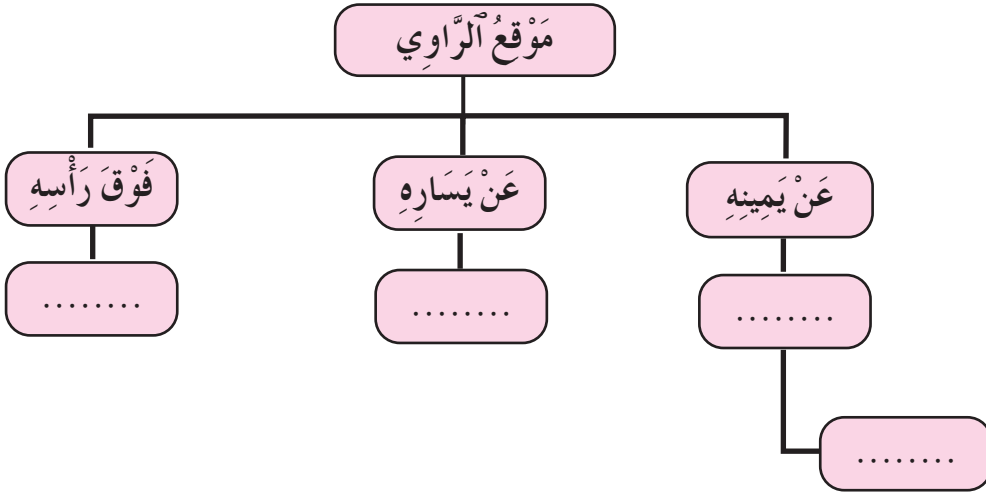 مَوْقِعُ ٱلرَّاوِي
عَنْ يَمِينِهِ
عَنْ يَسَارِهِ
فَوْقَ رَأْسِهِ
........
........
........
........